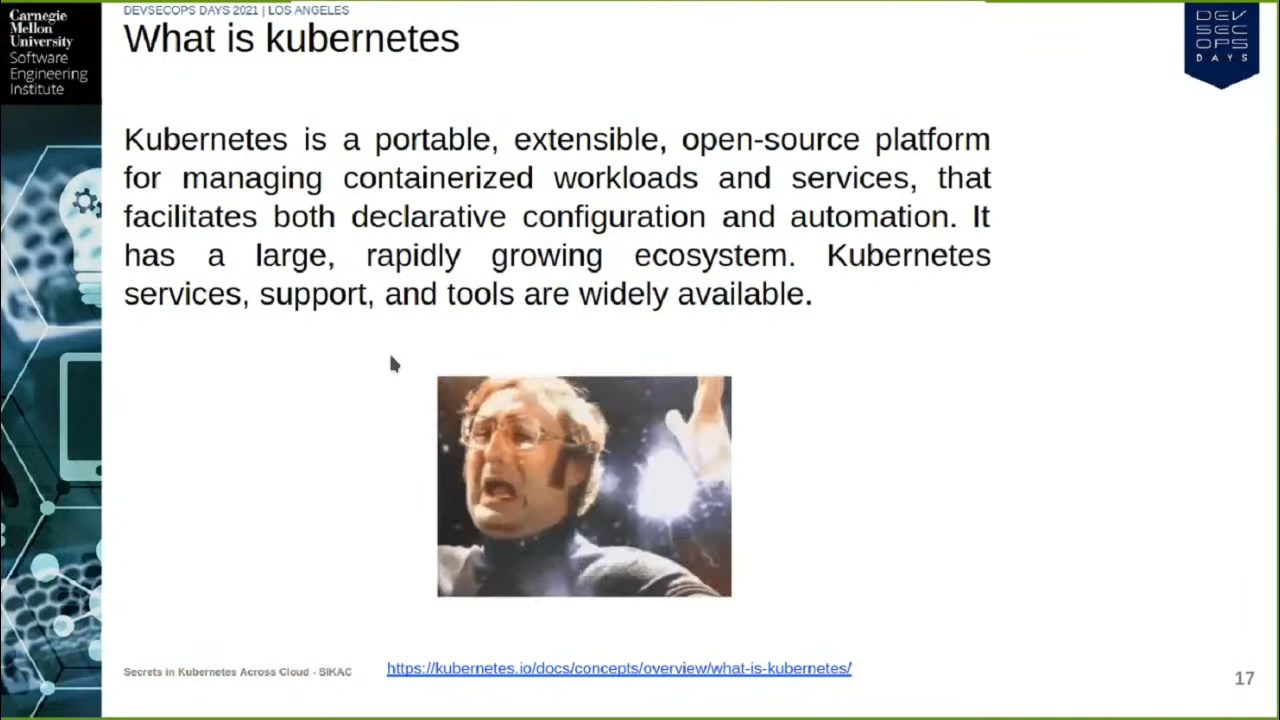 Carnegie
Mellon
University
Software
Engineering
Institute
DEVSECOPS DAYS 2021 | LOS ANGELES
What is kubernetes
DEV
SEC
OPS
DAYS
Kubernetes is a portable, extensible, open-source platform
for managing containerized workloads and services, that
facilitates both declarative configuration and automation. It
has a large, rapidly growing ecosystem. Kubernetes
services, support, and tools are widely available.
Secrets in Kubernetes Across Cloud - SIKAC
https://kubernetes.io/docs/concepts/overview/what-is-kubernetes/
17